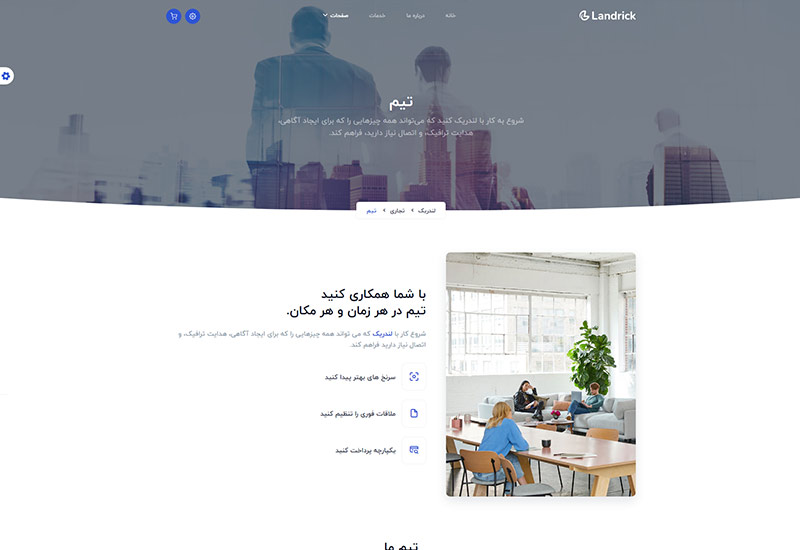 Landrick
خانه
درباره ما
خدمات
صفحات
تیم
شروع به کار با لندریک کنید که می‌تواند همه چیزهایی را که برای ایجاد آگاهی،
هدایت ترافیک، و اتصال نیاز دارید، فراهم کند.
لندریک › تجاری › تیم
با شما همکاری کنید
تیم در هر زمان و هر مکان.
شروع کار با لندریک که می تواند همه چیزهایی را که برای ایجاد آگاهی، هدایت ترافیک، و
اتصال نیاز دارید فراهم کند.
سرنخ های بهتر پیدا کنید
ملاقات فوری را تنظیم کنید
یکپارچه پرداخت کنید
تیم ما